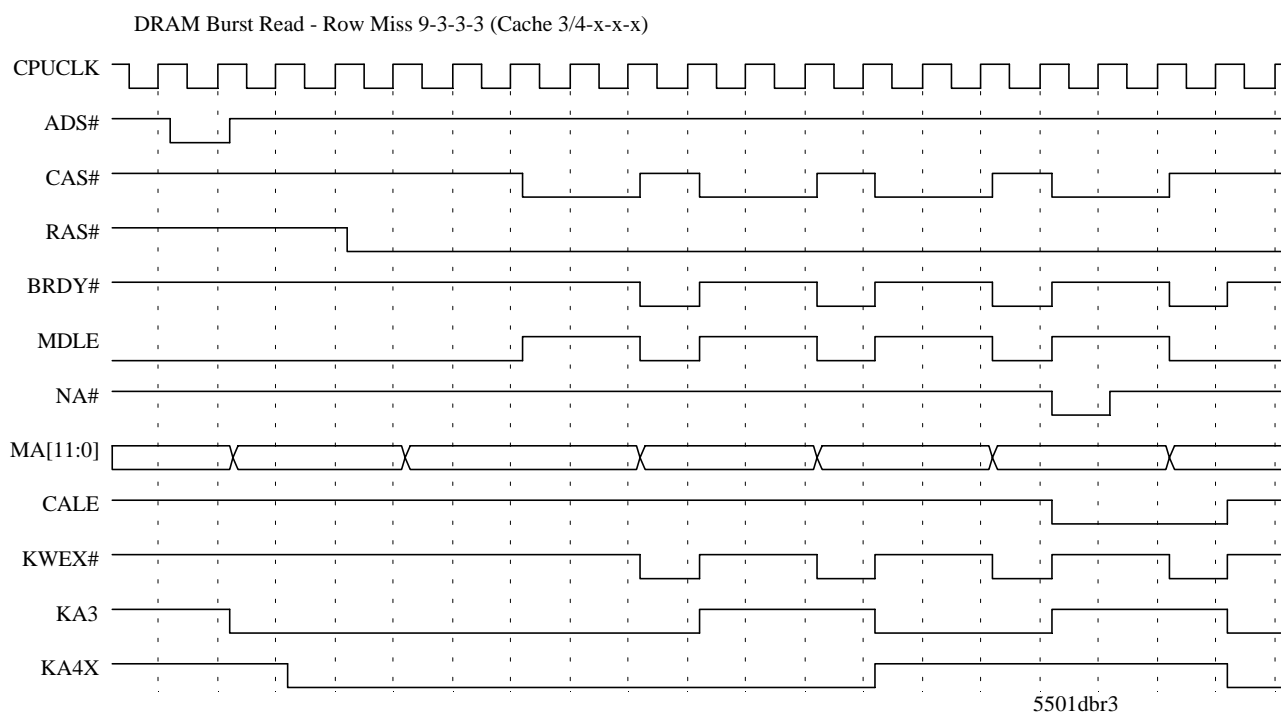 DRAM Burst Read - Row Miss 9-3-3-3 (Cache 3/4-x-x-x)
CPUCLK
ADS#
CAS#
RAS#
BRDY#
MDLE
NA#
MA[11:0]
CALE
KWEX#
KA3
KA4X
5501dbr3